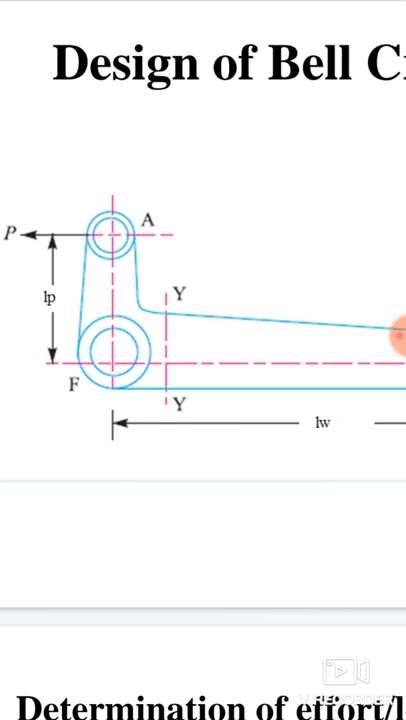 Design of Bell C
A
P
Y
lp
F
Y
lw
Determination of effort/l